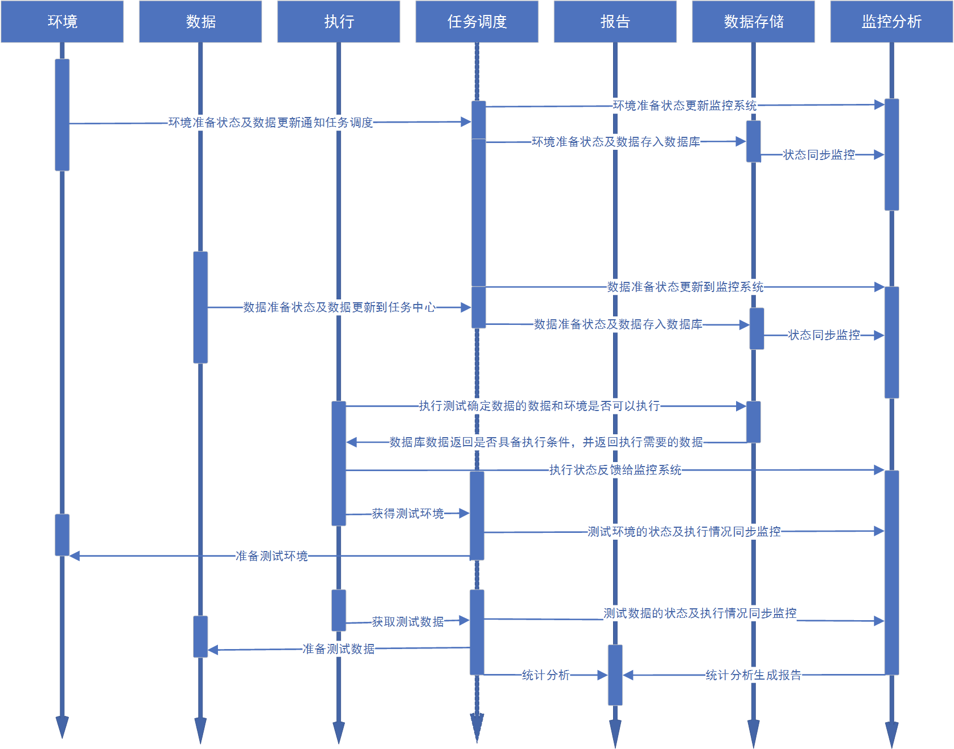 环境
数据
执行
任务调度
报告
数据存储
监控分析
环境准备状态更新监控系统
环境准备状态及数据更新通知任务调度
环境准备状态及数据存入数据库
状态同步监控
数据准备状态更新到监控系统
数据准备状态及数据更新到任务中心
数据准备状态及数据存入数据库
状态同步监控
执行测试确定数据的数据和环境是否可以执行
数据库数据返回是否具备执行条件，并返回执行需要的数据
执行状态反馈给监控系统
获得测试环境
测试环境的状态及执行情况同步监控
准备测试环境
测试数据的状态及执行情况同步监控
获取测试数据
准备测试数据
统计分析
统计分析生成报告